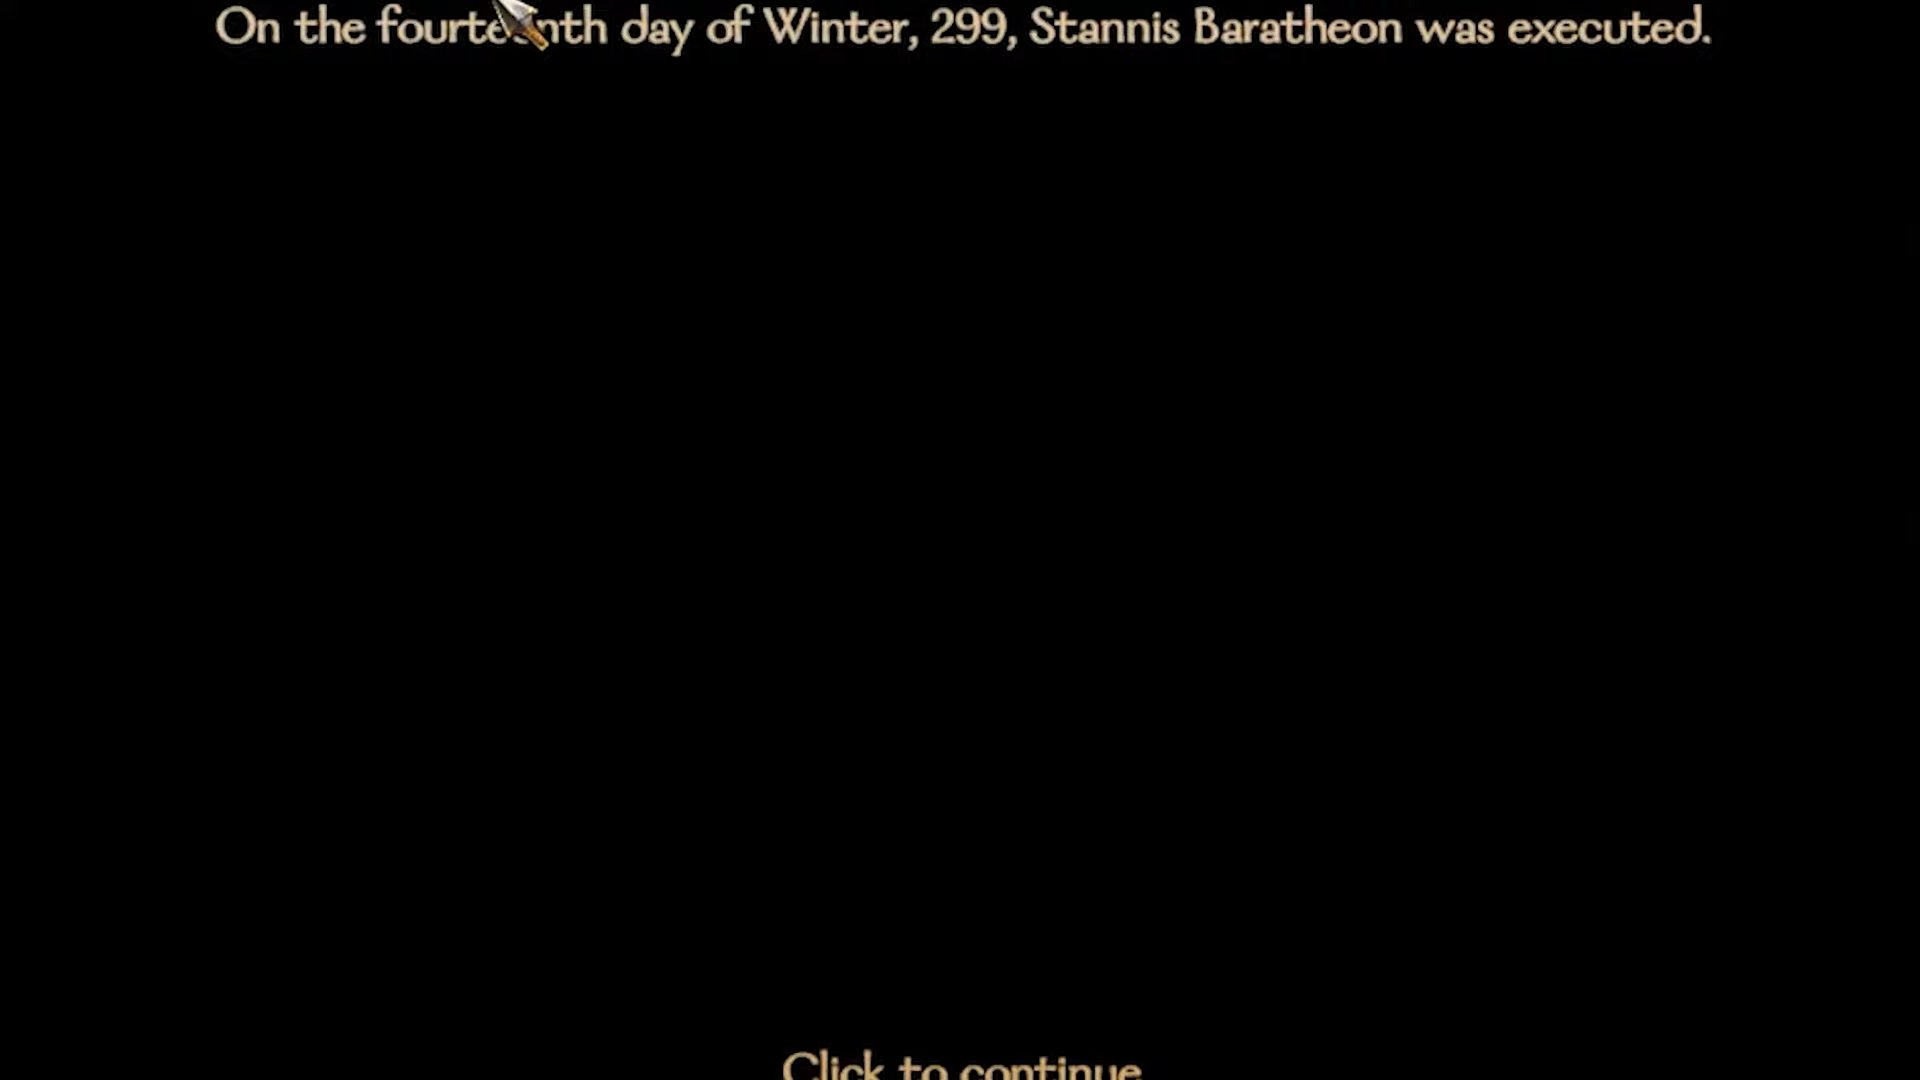 On the fourteenth day of Winter, 299, Stannis Baratheon was executed.
Click to continue